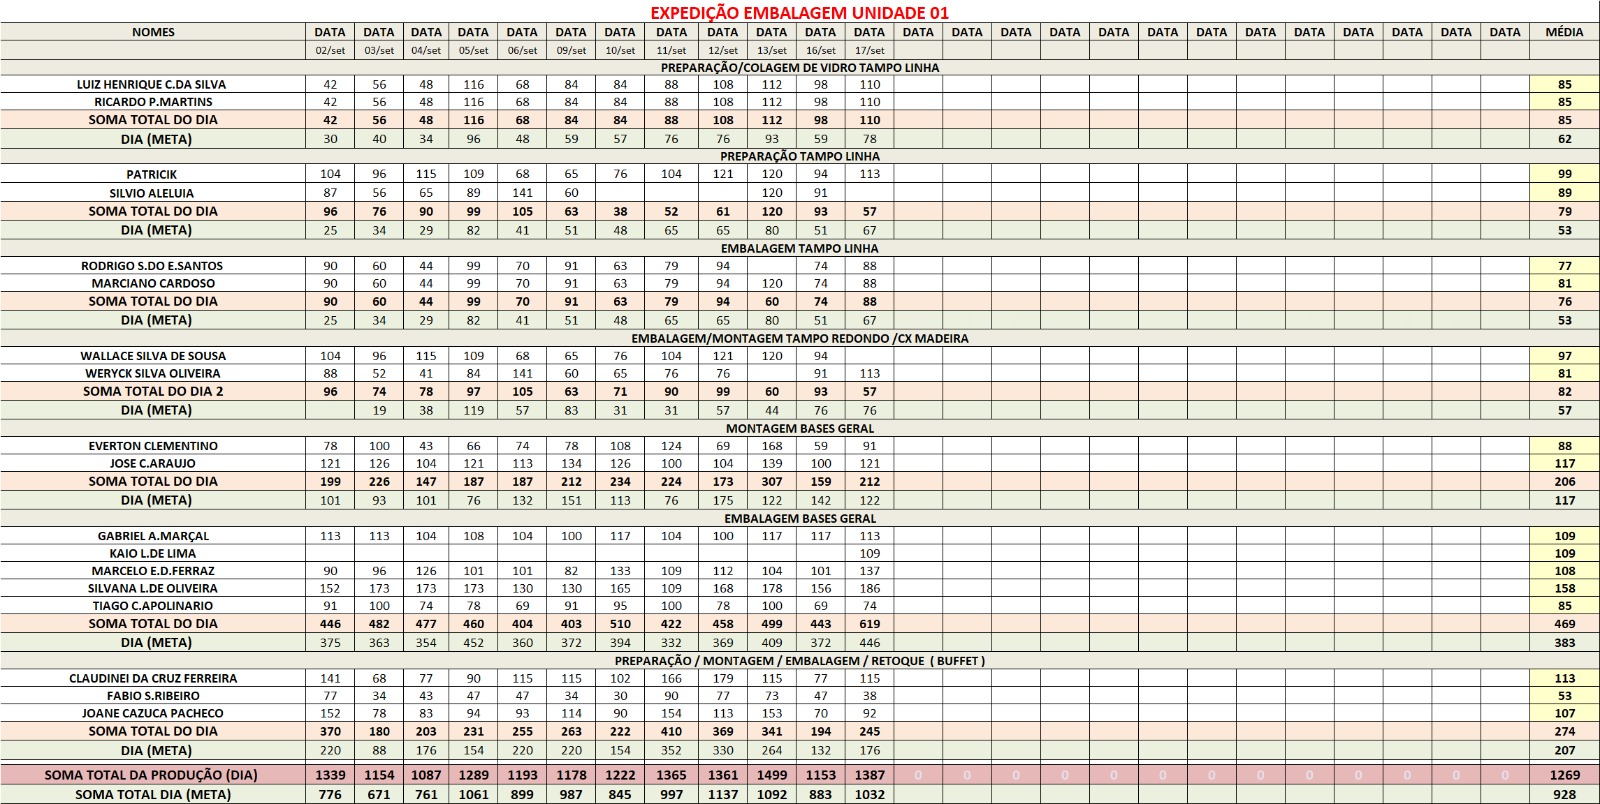 EXPEDIÇÃO EMBALAGEM UNIDADE 01
NOMES DATA DATA DATA DATA DATA DATA DATA DATA DATA DATA DATA DATA DATA DATA DATA DATA DATA DATA DATA DATA DATA DATA DATA DATA DATA MÉDIA
02/set 03/set 04/set 05/set 06/set 09/set 10/set 11/set 12/set 13/set 16/set 17/set
PREPARAÇÃO/COLAGEM DE VIDRO TAMPO LINHA
LUIZ HENRIQUE C.DA SILVA 42 56 48 116 68 84 84 88 108 112 98 110 85
RICARDO P.MARTINS 42 56 48 116 68 84 84 88 108 112 98 110 85
SOMA TOTAL DO DIA 42 56 48 116 68 84 84 88 108 112 98 110 85
DIA (META) 30 40 34 96 48 59 57 76 76 93 59 78 62
PREPARAÇÃO TAMPO LINHA
PATRICIK 104 96 115 109 68 65 76 104 121 120 94 113 99
SILVIO ALELUIA 87 56 65 89 141 60 120 91 89
SOMA TOTAL DO DIA 96 76 90 99 105 63 38 52 61 120 93 57 79
DIA (META) 25 34 29 82 41 51 48 65 65 80 51 67 53
EMBALAGEM TAMPO LINHA
RODRIGO S.DO E.SANTOS 90 60 44 99 70 91 63 79 94 74 88 77
MARCIANO CARDOSO 90 60 44 99 70 91 63 79 94 120 74 88 81
SOMA TOTAL DO DIA 90 60 44 99 70 91 63 79 94 60 74 88 76
DIA (META) 25 34 29 82 41 51 48 65 65 80 51 67 53
EMBALAGEM/MONTAGEM TAMPO REDONDO /CX MADEIRA
WALLACE SILVA DE SOUSA 104 96 115 109 68 65 76 104 121 120 94 97
WERYCK SILVA OLIVEIRA 88 52 41 84 141 60 65 76 76 91 113 81
SOMA TOTAL DO DIA 2 96 74 78 97 105 63 71 90 99 60 93 57 82
DIA (META) 19 38 119 57 83 31 31 57 44 76 76 57
MONTAGEM BASES GERAL
EVERTON CLEMENTINO 78 100 43 66 74 78 108 124 69 168 59 91 88
JOSE C.ARAUJO 121 126 104 121 113 134 126 100 104 139 100 121 117
SOMA TOTAL DO DIA 199 226 147 187 187 212 234 224 173 307 159 212 206
DIA (META) 101 93 101 76 132 151 113 76 175 122 142 122 117
EMBALAGEM BASES GERAL
GABRIEL A.MARÇAL 113 113 104 108 104 100 117 104 100 117 117 113 109
KAIO L.DE LIMA 109 109
MARCELO E.D.FERRAZ 90 96 126 101 101 82 133 109 112 104 101 137 108
SILVANA L.DE OLIVEIRA 152 173 173 173 130 130 165 109 168 178 156 186 158
TIAGO C.APOLINARIO 91 100 74 78 69 91 95 100 78 100 69 74 85
SOMA TOTAL DO DIA 446 482 477 460 404 403 510 422 458 499 443 619 469
DIA (META) 375 363 354 452 360 372 394 332 369 409 372 446 383
PREPARAÇÃO / MONTAGEM / EMBALAGEM / RETOQUE ( BUFFET )
CLAUDINEI DA CRUZ FERREIRA 141 68 77 90 115 115 102 166 179 115 77 115 113
FABIO S.RIBEIRO 77 34 43 47 47 34 30 90 77 73 47 38 53
JOANE CAZUCA PACHECO 152 78 83 94 93 114 90 154 113 153 70 92 107
SOMA TOTAL DO DIA 370 180 203 231 255 263 222 410 369 341 194 245 274
DIA (META) 220 88 176 154 220 220 154 352 330 264 132 176 207
SOMA TOTAL DA PRODUÇÃO (DIA) 1339 1154 1087 1289 1193 1178 1222 1365 1361 1499 1153 1387 0 0 0 0 0 0 0 0 0 0 0 0 0 1269
SOMA TOTAL DIA (META) 776 671 761 1061 899 987 845 997 1137 1092 883 1032 928